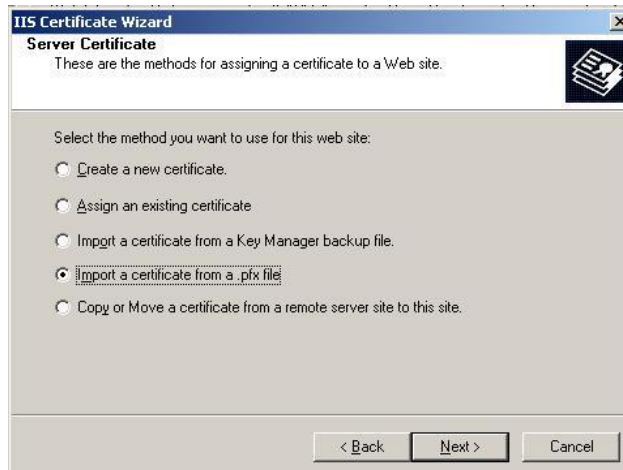 IIS Certificate Wizard
Server Certificate
These are the methods for assigning a certificate to a Web site.
Select the method you want to use for this web site:
Create a new certificate.
Assign an existing certificate
Import a certificate from a Key Manager backup file.
Import a certificate from a .pfx file
Copy or Move a certificate from a remote server site to this site.
< Back Next > Cancel